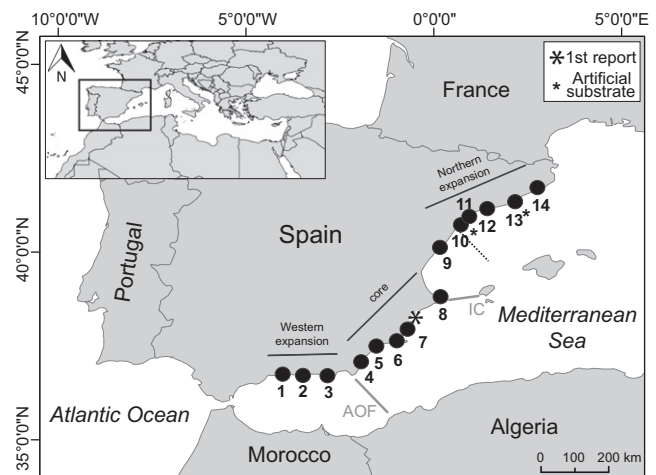 10°0'0"W 5°0'0"W 0°0'0" 5°0'0"E
45°0'0"N
40°0'0"N
35°0'0"N
N
* 1st report
* Artificial
substrate
France
Northern
expansion
Portugal
Spain
11
14
13*
12
10 *
9
core
8
IC
Mediterranean
Sea
Western
expansion
*
7
6
5
4
1 2 3
AOF
Atlantic Ocean
Algeria
Morocco
0 100 200 km